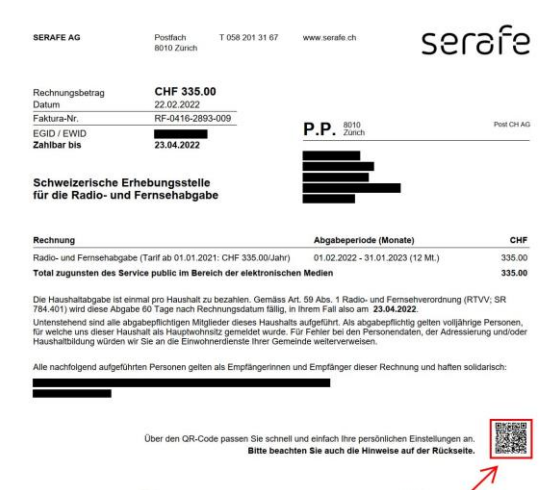 SERAFE AG
Postfach
8010 Zürich
T 058 201 31 67
www.serafe.ch
serafe
Rechnungsbetrag CHF 335.00
Datum 22.02.2022
Faktura-Nr. RF-0416-2893-009
EGID / EWID
Zahlbar bis 23.04.2022
P.P. 8010 Zürich
Post CH AG
Schweizerische Erhebungsstelle
für die Radio- und Fernsehabgabe
Rechnung Abgabeperiode (Monate) CHF
Radio- und Fernsehabgabe (Tarif ab 01.01.2021: CHF 335.00/Jahr) 01.02.2022 - 31.01.2023 (12 Mt.) 335.00
Total zugunsten des Service public im Bereich der elektronischen Medien 335.00
Die Haushaltabgabe ist einmal pro Haushalt zu bezahlen. Gemäss Art. 59 Abs. 1 Radio- und Fernsehverordnung (RTVV; SR
784.401) wird diese Abgabe 60 Tage nach Rechnungsdatum fällig, in Ihrem Fall also am 23.04.2022.
Untenstehend sind alle abgabepflichtigen Mitglieder dieses Haushalts aufgeführt. Als abgabepflichtig gelten volljährige Personen,
für welche uns dieser Haushalt als Hauptwohnsitz gemeldet wurde. Für Fehler bei den Personendaten, der Adressierung und/oder
Haushaltbildung würden wir Sie an die Einwohnerdienste Ihrer Gemeinde weiterverweisen.
Alle nachfolgend aufgeführten Personen gelten als Empfängerinnen und Empfänger dieser Rechnung und haften solidarisch:
Über den QR-Code passen Sie schnell und einfach Ihre persönlichen Einstellungen an.
Bitte beachten Sie auch die Hinweise auf der Rückseite.